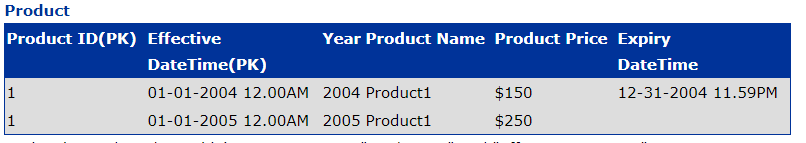 Product
Product ID(PK) Effective DateTime(PK) Year Product Name Product Price Expiry DateTime
1 01-01-2004 12.00AM 2004 Product1 $150 12-31-2004 11.59PM
1 01-01-2005 12.00AM 2005 Product1 $250